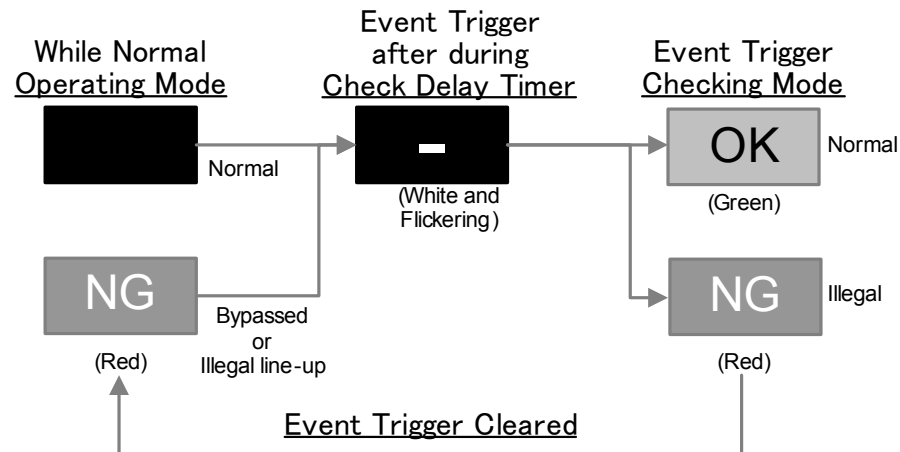 While Normal
Operating Mode
Event Trigger
after during
Check Delay Timer
Event Trigger
Checking Mode
Normal
-
(White and
Flickering)
OK
Normal
(Green)
NG
(Red)
Bypassed
or
Illegal line-up
NG
Illegal
(Red)
Event Trigger Cleared